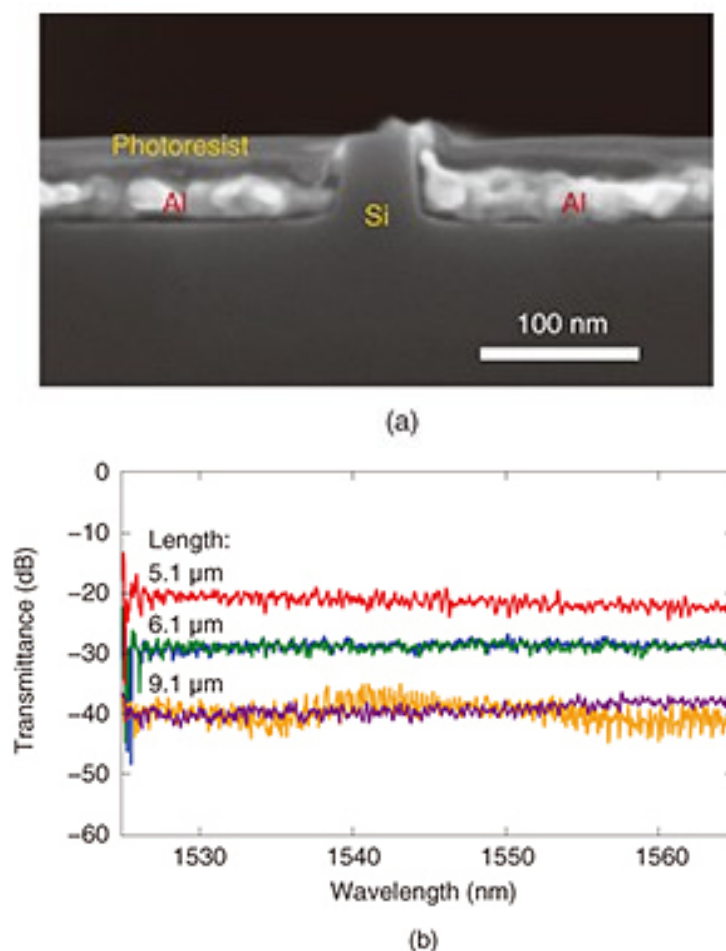 Photoresist
Al
Si
Al
100 nm
(a)
0
−10
−20
−30
−40
−50
−60
Transmittance (dB)
Length:
5.1 μm
6.1 μm
9.1 μm
1530
1540
1550
1560
Wavelength (nm)
(b)